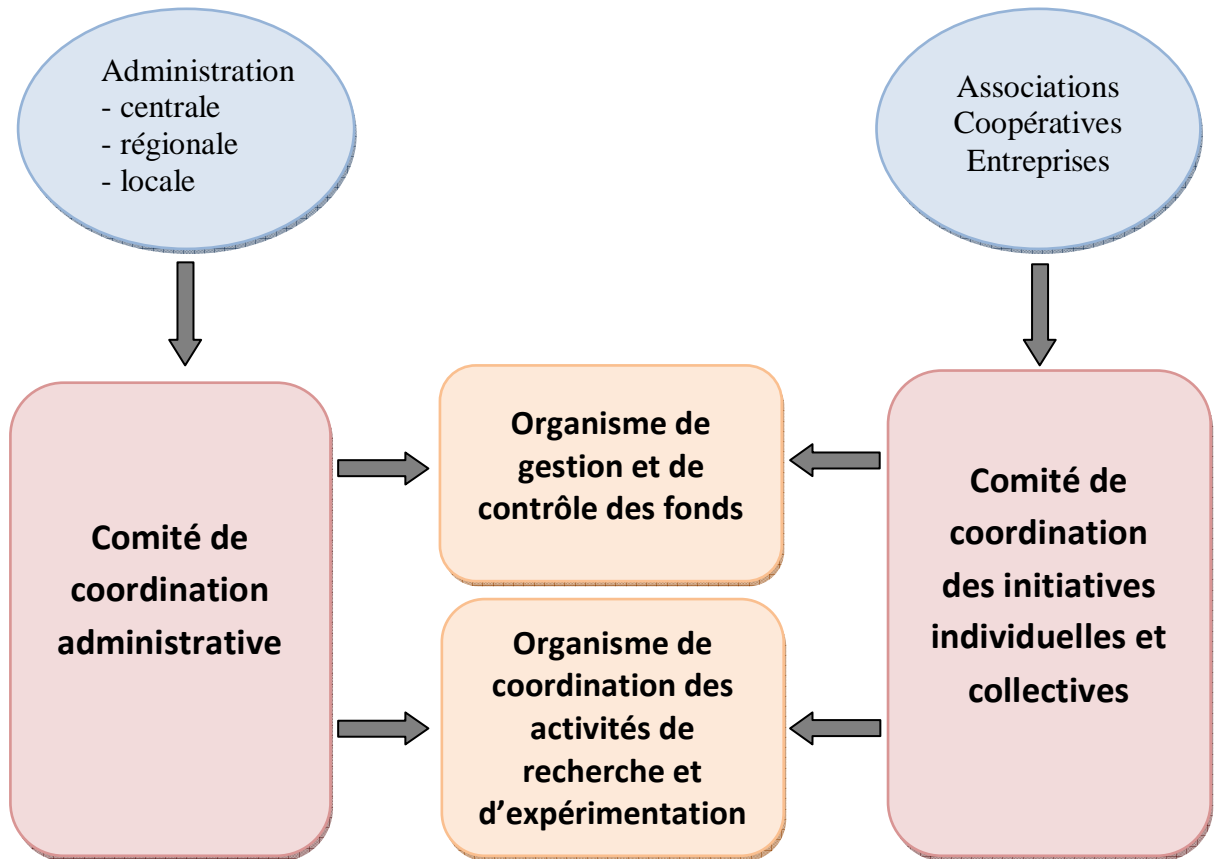 Administration
- centrale
- régionale
- locale
Associations
Coopératives
Entreprises
Comité de
coordination
administrative
Organisme de
gestion et de
contrôle des fonds
Organisme de
coordination des
activités de
recherche et
d'expérimentation
Comité de
coordination
des initiatives
individuelles et
collectives